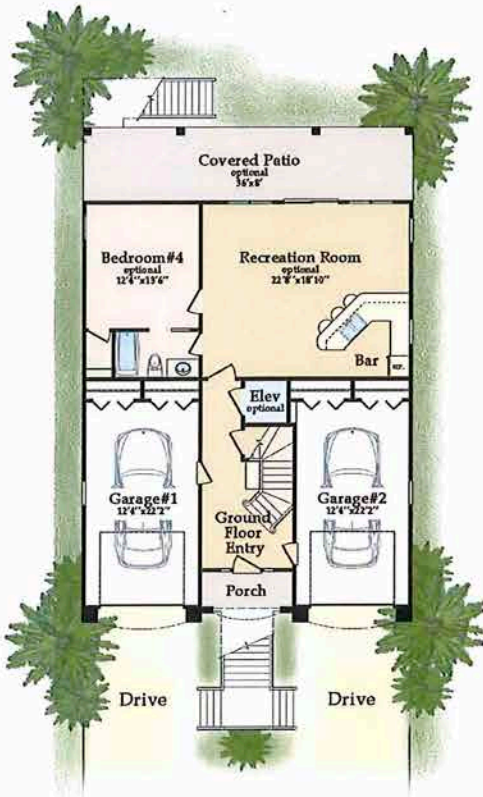 Covered Patio
optional
36'x8'
Bedroom#4
optional
12'4"x13'6"
Recreation Room
optional
22'8"x18'10"
Bar
REF.
Elev
optional
Garage#1
12'4"x22'2"
Garage#2
12'4"x22'2"
Ground
Floor
Entry
Porch
Drive
Drive